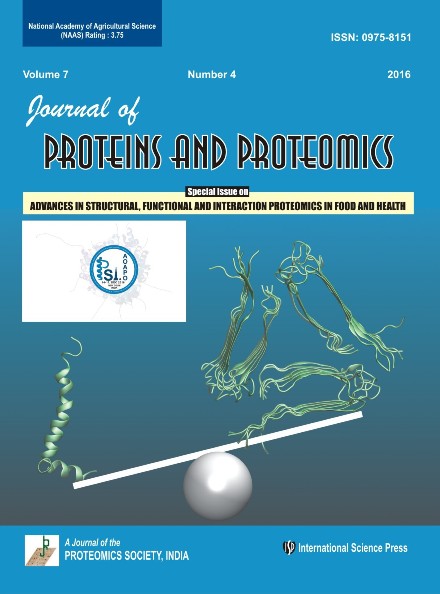 National Academy of Agricultural Science
(NAAS) Rating : 3.75
ISSN: 0975-8151
Volume 7 Number 4 2016
Journal of
PROTEINS AND PROTEOMICS
Special Issue on
ADVANCES IN STRUCTURAL, FUNCTIONAL AND INTERACTION PROTEOMICS IN FOOD AND HEALTH
A Journal of the
PROTEOMICS SOCIETY, INDIA
ISP International Science Press